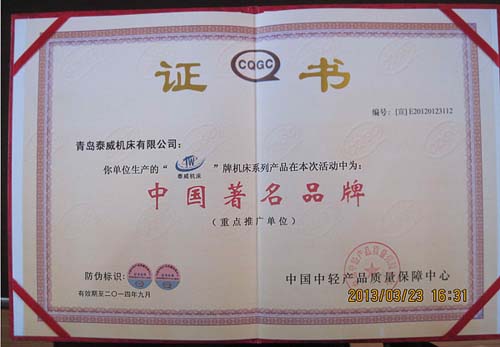 证 CQGC 书
编号：[宣] E20120123112
青岛泰威机床有限公司：
你单位生产的“TW 泰威机床”牌机床系列产品在本次活动中为：
中国著名品牌
（重点推广单位）
防伪标识：
中国中轻产品质量保障中心
有效期至二〇一四年九月
2013/03/23 16:31